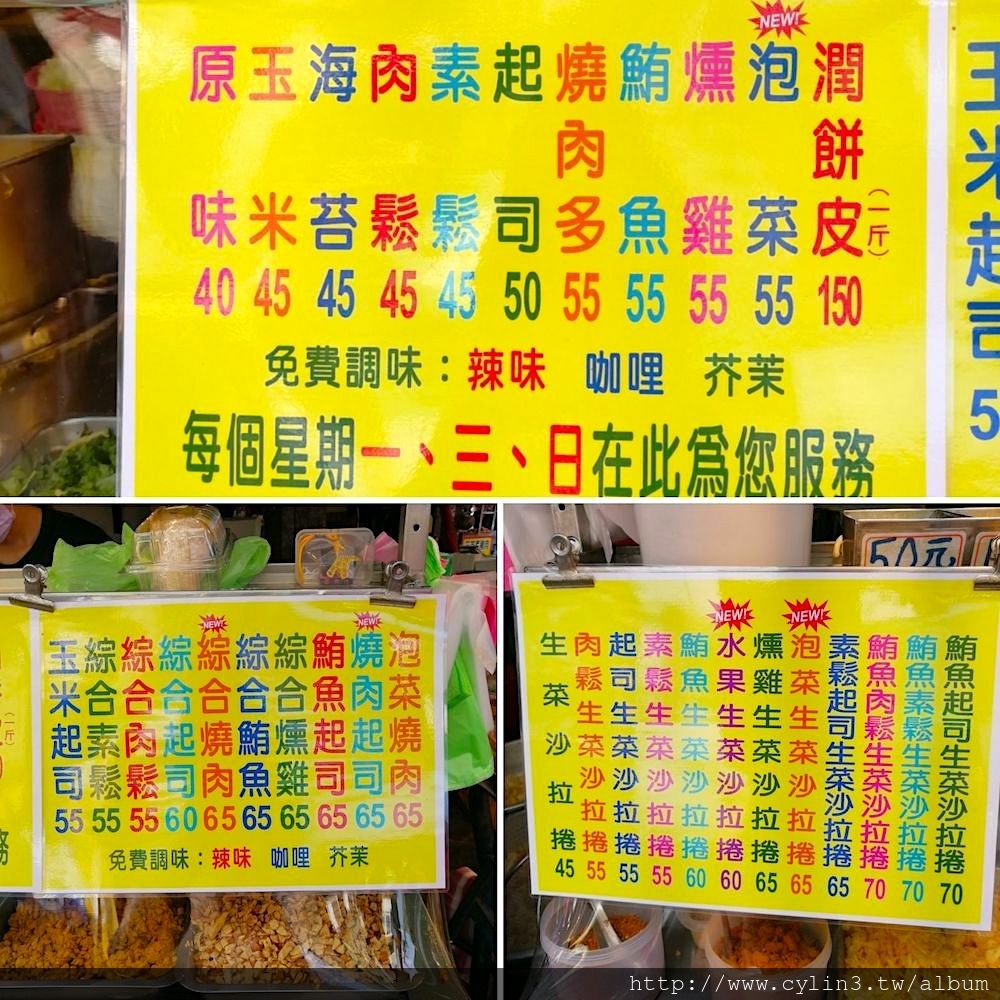 NEW!
原味 40
玉米 45
海苔 45
肉鬆 45
素鬆 45
起司 50
燒肉多 55
鮪魚 55
燻雞 55
泡菜 55
潤餅皮(一斤) 150
免費調味：辣味 咖哩 芥茉
每個星期一、三、日在此為您服務
玉米起司 5
NEW!
NEW!
玉米起司 55
綜合素鬆 55
綜合肉鬆 55
綜合起司 60
綜合燒肉 65
綜合鮪魚 65
綜合燻雞 65
鮪魚起司 65
燒肉起司 65
泡菜燒肉 65
免費調味：辣味 咖哩 芥茉
(一斤)
務
50元
NEW!
NEW!
生菜沙拉捲 45
肉鬆生菜沙拉捲 55
起司生菜沙拉捲 55
素鬆生菜沙拉捲 55
鮪魚生菜沙拉捲 60
水果生菜沙拉捲 60
燻雞生菜沙拉捲 65
泡菜生菜沙拉捲 65
素鬆起司生菜沙拉捲 65
鮪魚肉鬆生菜沙拉捲 70
鮪魚素鬆生菜沙拉捲 70
鮪魚起司生菜沙拉捲 70
http://www.cylin3.tw/album